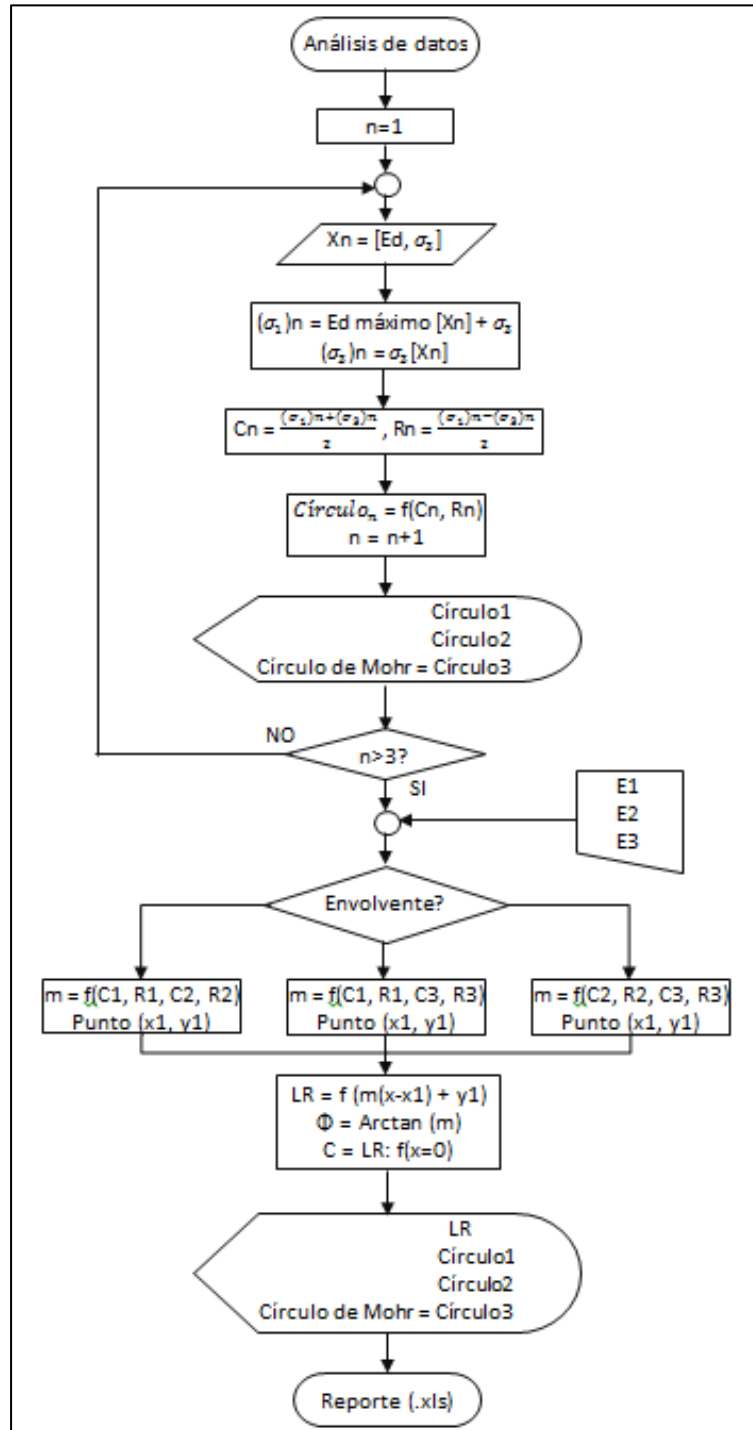 Análisis de datos
n=1
Xn = [Ed, σ₃]
(σ₁)n = Ed máximo [Xn] + σ₃
(σ₃)n = σ₃[Xn]
Cn = ((σ₁)n+(σ₃)n)/2 , Rn = ((σ₁)n−(σ₃)n)/2
Círculoₙ = f(Cn, Rn)
n = n+1
Círculo1
Círculo2
Círculo de Mohr = Círculo3
NO
n>3?
SI
E1
E2
E3
Envolvente?
m = f(C1, R1, C2, R2)
Punto (x1, y1)
m = f(C1, R1, C3, R3)
Punto (x1, y1)
m = f(C2, R2, C3, R3)
Punto (x1, y1)
LR = f (m(x-x1) + y1)
Φ = Arctan (m)
C = LR: f(x=0)
LR
Círculo1
Círculo2
Círculo de Mohr = Círculo3
Reporte (.xls)